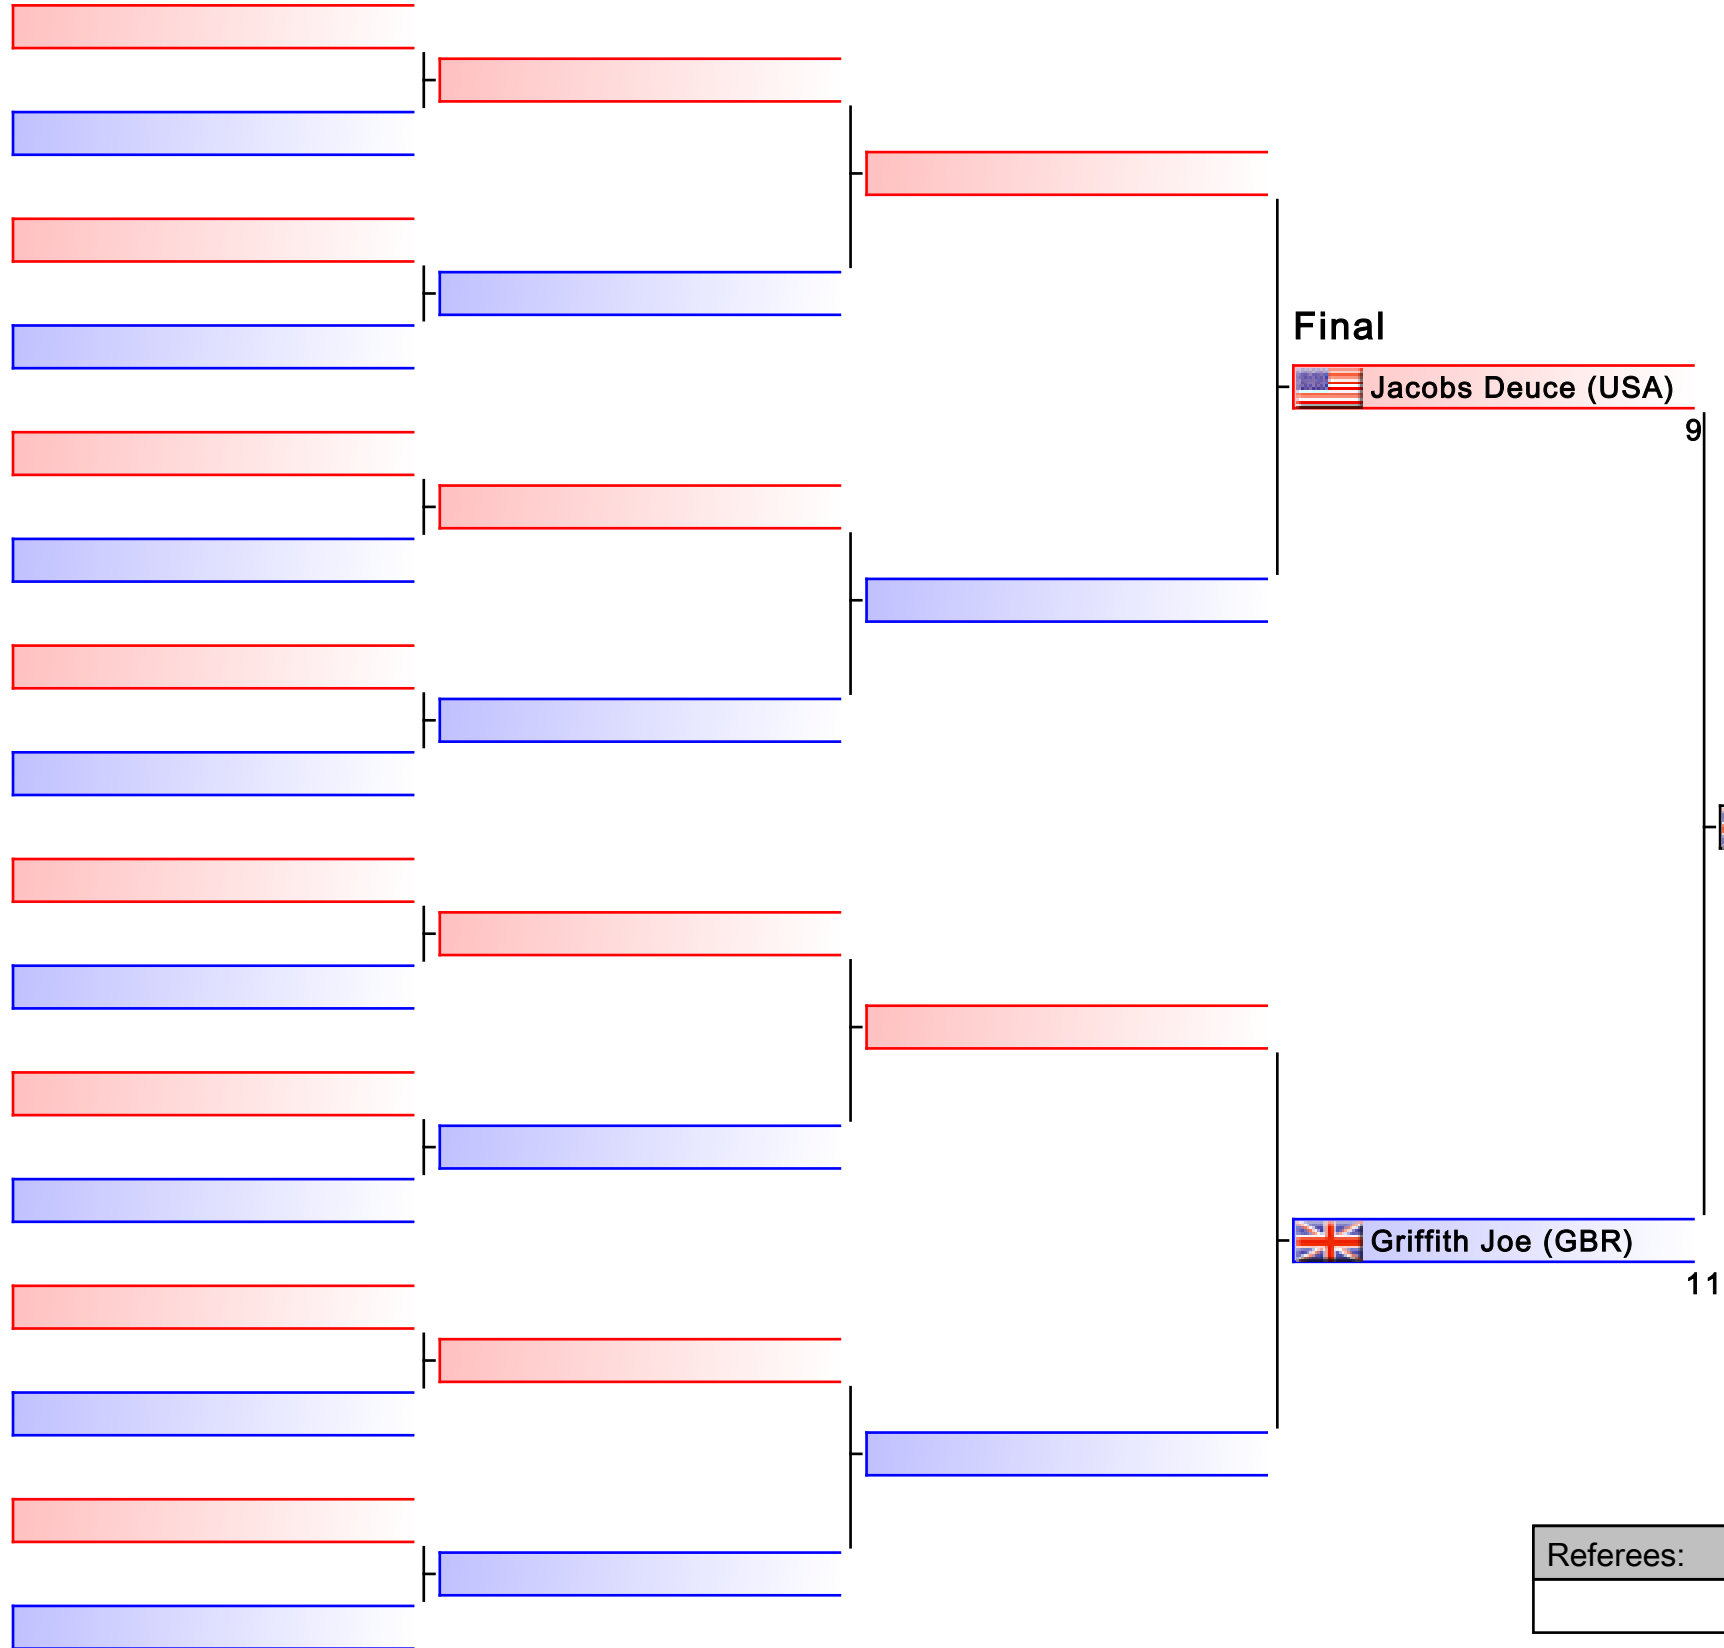 Final
Jacobs Deuce (USA)
9
Griffith Joe (GBR)
11
Referees: